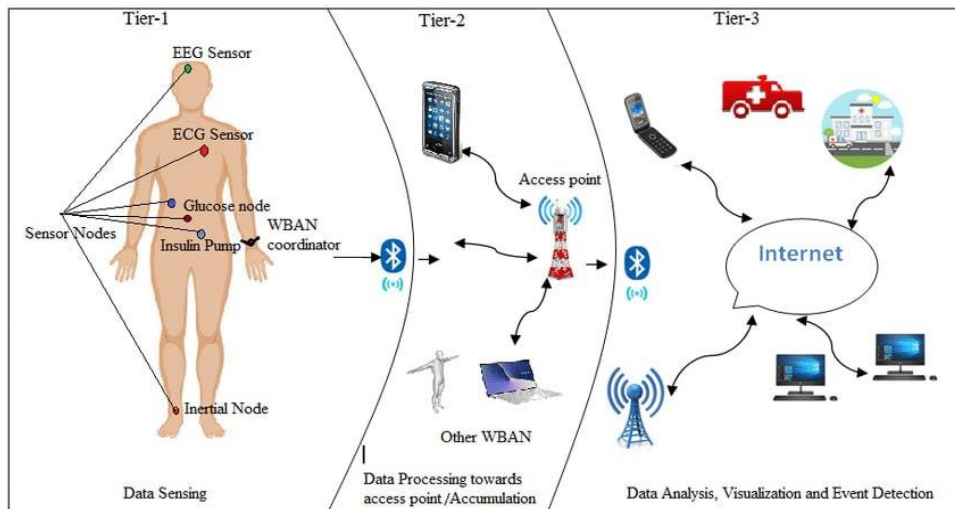 Tier-1
Tier-2
Tier-3
EEG Sensor
ECG Sensor
Glucose node
Sensor Nodes
Insulin Pump
WBAN
coordinator
Inertial Node
Data Sensing
Access point
Other WBAN
Data Processing towards
access point/Accumulation
Internet
Data Analysis, Visualization and Event Detection